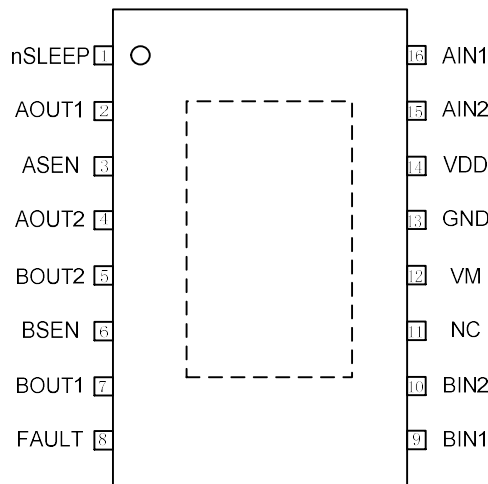 nSLEEP 1 16 AIN1
AOUT1 2 15 AIN2
ASEN 3 14 VDD
AOUT2 4 13 GND
BOUT2 5 12 VM
BSEN 6 11 NC
BOUT1 7 10 BIN2
FAULT 8 9 BIN1